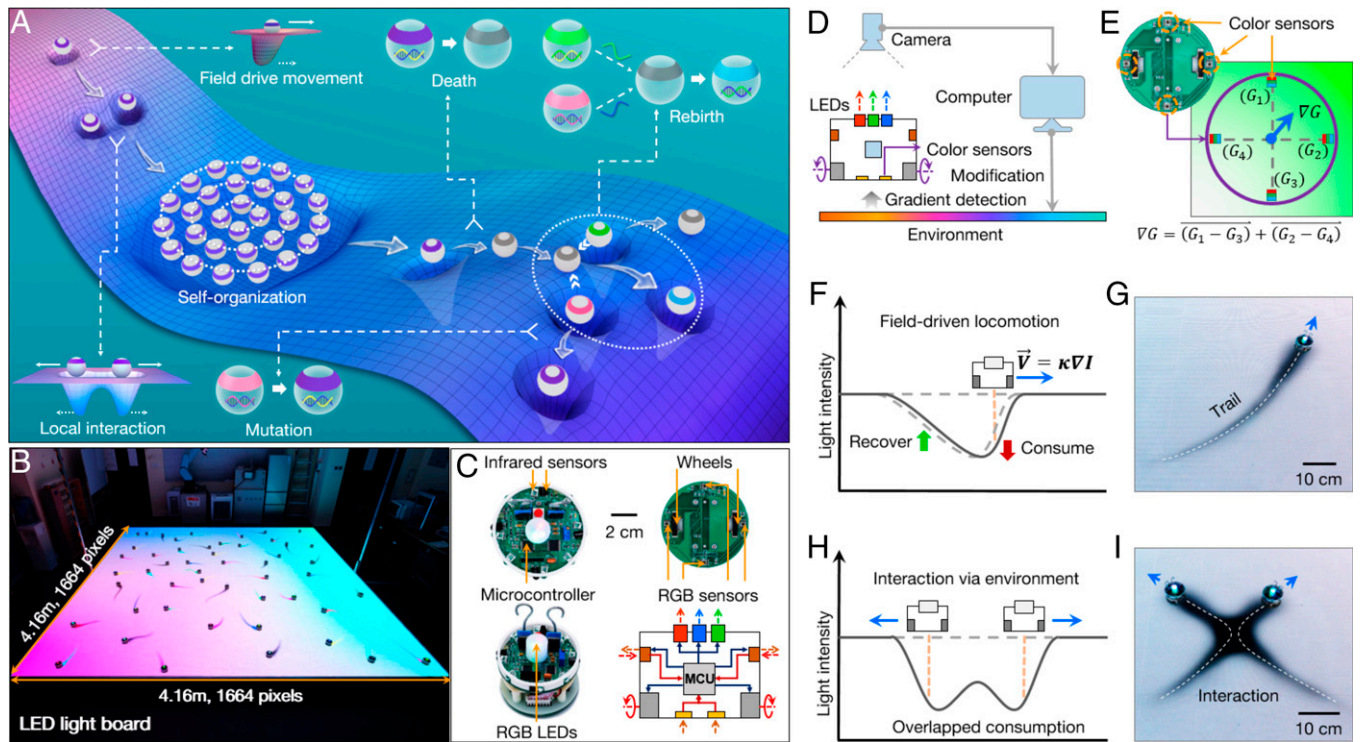 A
Field drive movement
Death
Rebirth
Self-organization
Local interaction
Mutation
B
4.16m, 1664 pixels
4.16m, 1664 pixels
LED light board
C
Infrared sensors
Wheels
2 cm
Microcontroller
RGB sensors
MCU
RGB LEDs
D
Camera
LEDs
Computer
Color sensors
Modification
Gradient detection
Environment
E
Color sensors
(G₁)
∇G
(G₄)
(G₂)
(G₃)
∇G = (G₁ − G₃) + (G₂ − G₄)
F
Light intensity
Field-driven locomotion
V = κ∇I
Recover
Consume
G
Trail
10 cm
H
Light intensity
Interaction via environment
Overlapped consumption
I
Interaction
10 cm